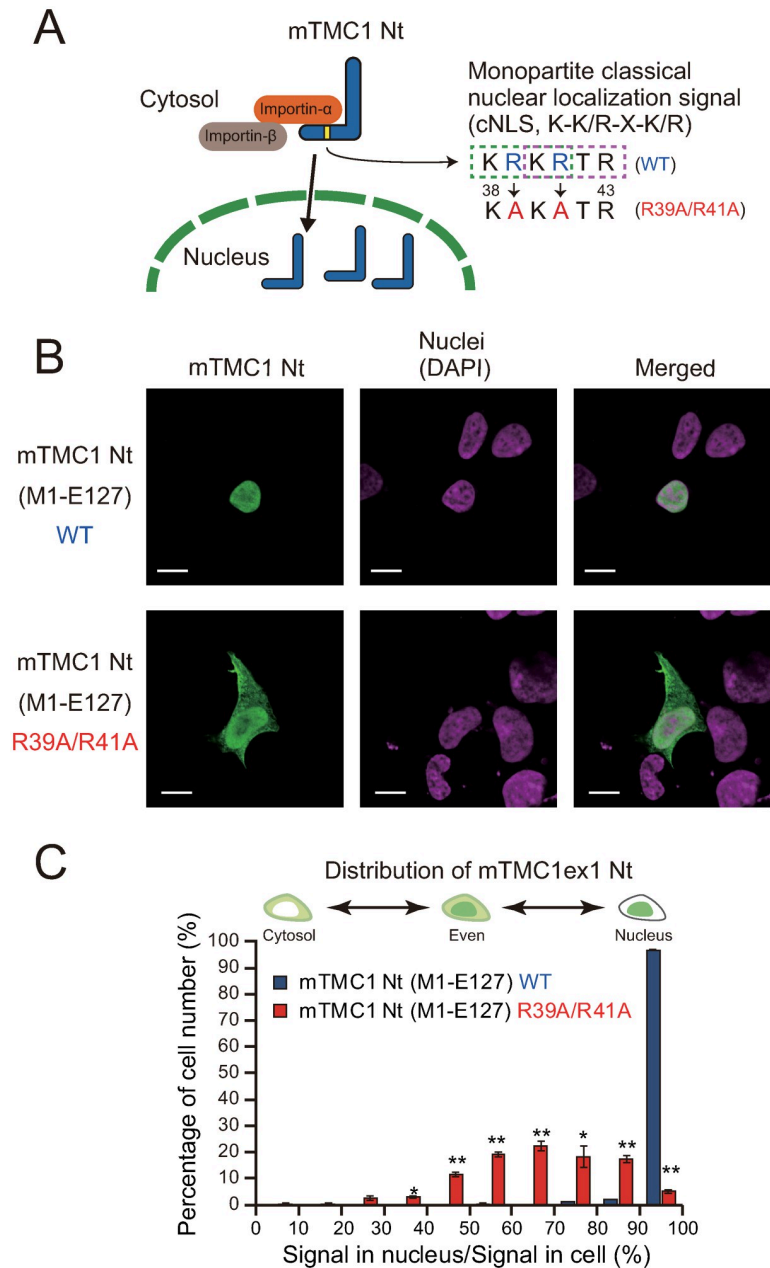 A
mTMC1 Nt
Cytosol
Importin-α
Importin-β
Nucleus
Monopartite classical
nuclear localization signal
(cNLS, K-K/R-X-K/R)
K R K R T R (WT)
38 43
K A K A T R (R39A/R41A)
B
mTMC1 Nt
Nuclei
(DAPI)
Merged
mTMC1 Nt
(M1-E127)
WT
mTMC1 Nt
(M1-E127)
R39A/R41A
C
Distribution of mTMC1ex1 Nt
Cytosol
Even
Nucleus
Percentage of cell number (%)
100
90
80
70
60
50
40
30
20
10
0
mTMC1 Nt (M1-E127) WT
mTMC1 Nt (M1-E127) R39A/R41A
* ** ** ** * ** **
0 10 20 30 40 50 60 70 80 90 100
Signal in nucleus/Signal in cell (%)